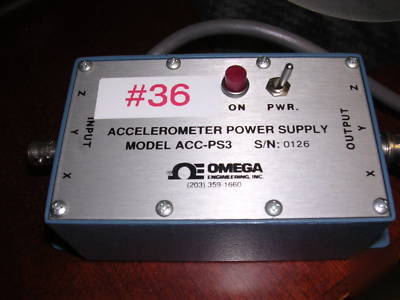 #36
ON PWR.
Z Y X INPUT
OUTPUT Z Y X
ACCELEROMETER POWER SUPPLY
MODEL ACC-PS3 S/N: 0126
OMEGA
ENGINEERING, INC.
(203) 359-1660